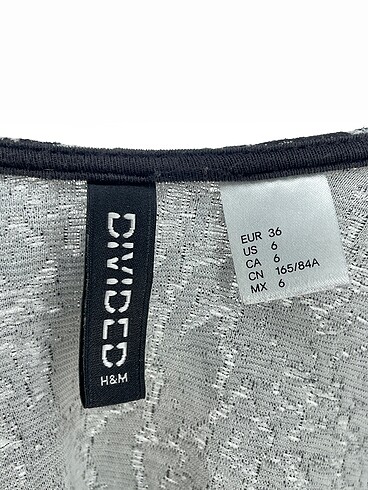 DIVIDED
H&M
EUR 36
US 6
CA 6
CN 165/84A
MX 6